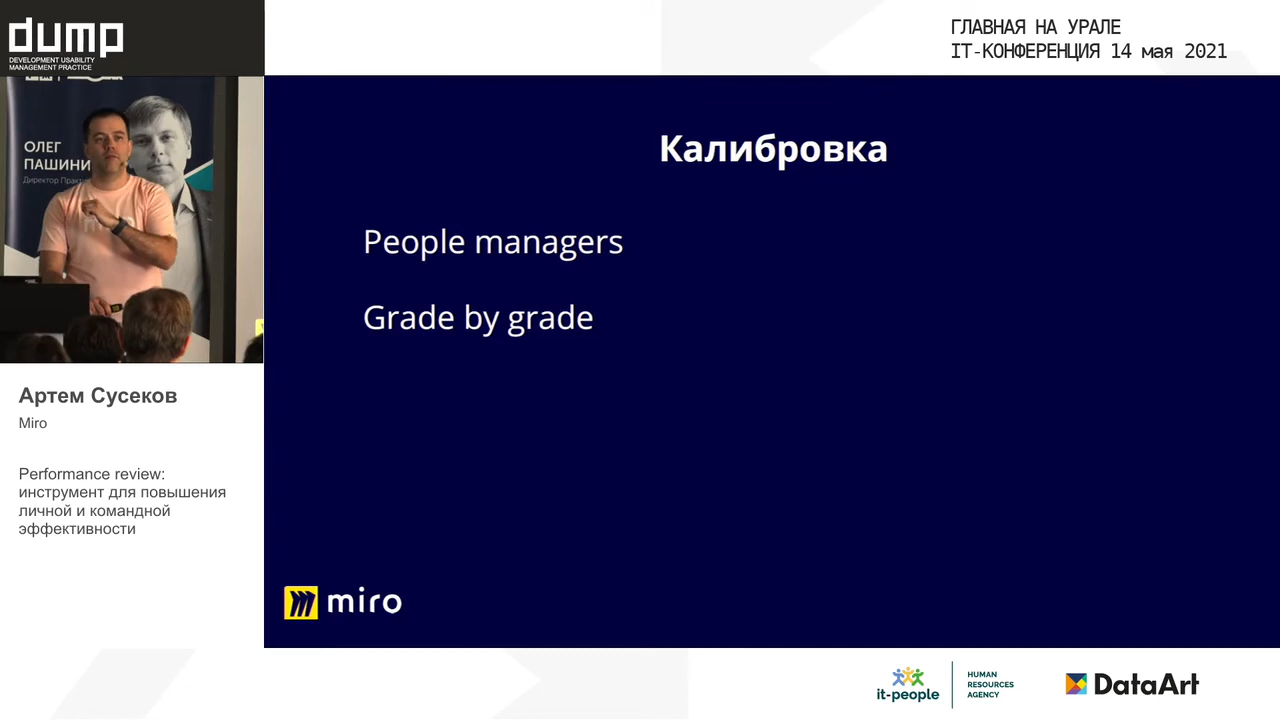 dump
DEVELOPMENT USABILITY
MANAGEMENT PRACTICE
ГЛАВНАЯ НА УРАЛЕ
IT-КОНФЕРЕНЦИЯ 14 мая 2021
ОЛЕГ
ПАШИНИ
Директор Практи
Калибровка
People managers
Grade by grade
miro
Артем Сусеков
Miro
Performance review:
инструмент для повышения
личной и командной
эффективности
it-people
HUMAN
RESOURCES
AGENCY
DataArt